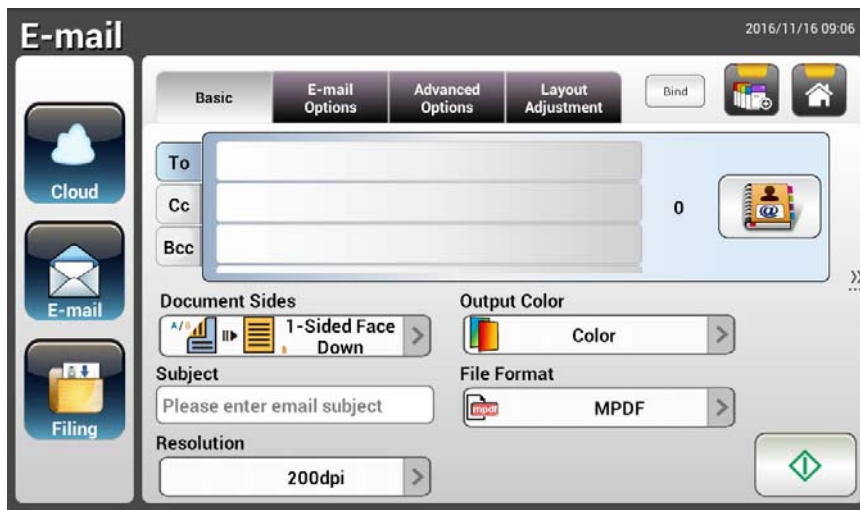 E-mail
2016/11/16 09:06
Basic
E-mail
Options
Advanced
Options
Layout
Adjustment
Bind
Cloud
E-mail
Filing
To
Cc
Bcc
0
@
Document Sides
1-Sided Face
Down
Output Color
Color
Subject
Please enter email subject
File Format
mpdf
MPDF
Resolution
200dpi